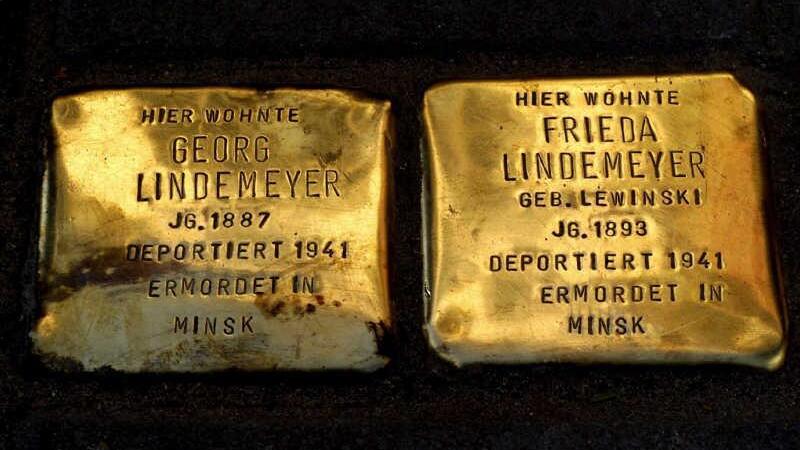 HIER WOHNTE
GEORG
LINDEMEYER
JG. 1887
DEPORTIERT 1941
ERMORDET IN
MINSK
HIER WOHNTE
FRIEDA
LINDEMEYER
GEB. LEWINSKI
JG. 1893
DEPORTIERT 1941
ERMORDET IN
MINSK